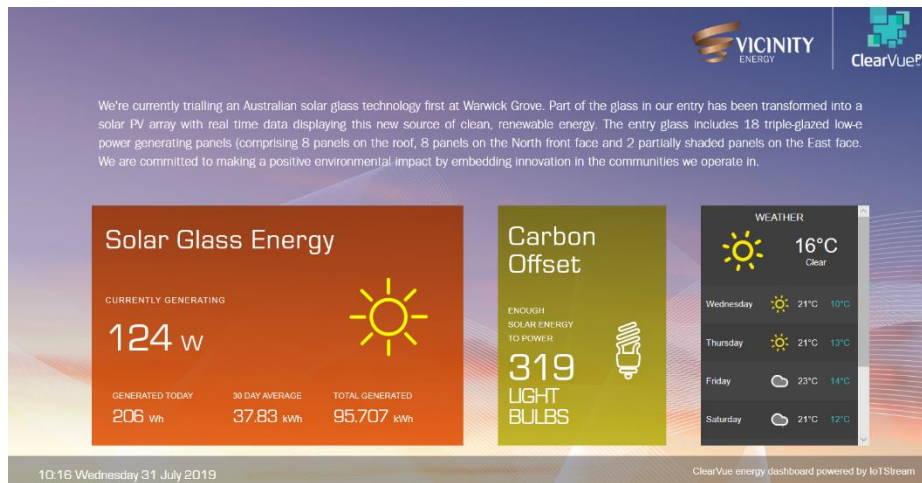 VICINITY
ENERGY
ClearVuePV
We're currently trialling an Australian solar glass technology first at Warwick Grove. Part of the glass in our entry has been transformed into a
solar PV array with real time data displaying this new source of clean, renewable energy. The entry glass includes 18 triple-glazed low-e
power generating panels (comprising 8 panels on the roof, 8 panels on the North front face and 2 partially shaded panels on the East face.
We are committed to making a positive environmental impact by embedding innovation in the communities we operate in.
Solar Glass Energy
CURRENTLY GENERATING
124 W
GENERATED TODAY 30 DAY AVERAGE TOTAL GENERATED
206 Wh 37.83 kWh 95.707 kWh
Carbon
Offset
ENOUGH
SOLAR ENERGY
TO POWER
319
LIGHT
BULBS
WEATHER
16°C
Clear
Wednesday 21°C 10°C
Thursday 21°C 13°C
Friday 23°C 14°C
Saturday 21°C 12°C
10:16 Wednesday 31 July 2019
ClearVue energy dashboard powered by IoTStream